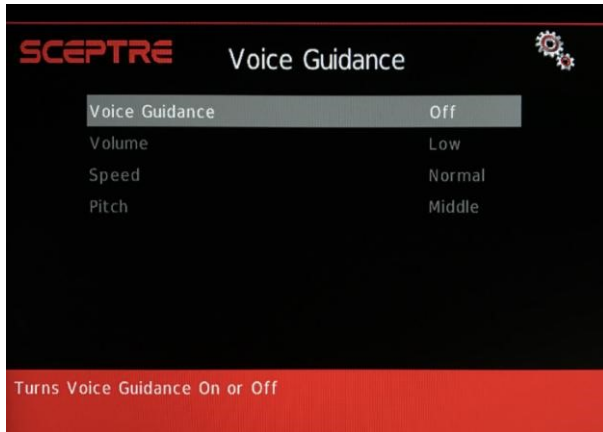 SCEPTRE
Voice Guidance
Voice Guidance Off
Volume Low
Speed Normal
Pitch Middle
Turns Voice Guidance On or Off